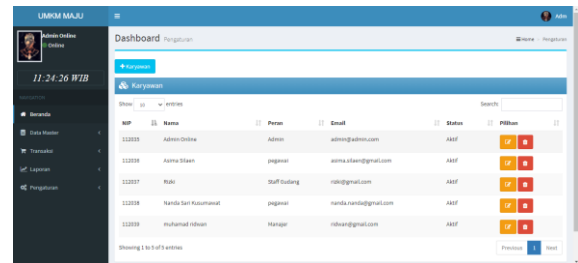 UMKM MAJU
Adm
Admin Online
Online
Dashboard Pengaturan
Home - Pengaturan
11:24:26 WIB
+Karyawan
Karyawan
Beranda
Data Master
Transaksi
Laporan
Pengaturan
Show 10 entries
Search:
NIP Nama Peran Email Status Pilihan
112035 Admin Online Admin admin@admin.com Aktif
112036 Asima Silaen pegawai asima.silaen@gmail.com Aktif
112037 Rizki Staff Gudang rizki@gmail.com Aktif
112038 Nanda Sari Kusumawat pegawai nanda.nanda@gmail.com Aktif
112039 muhamad ridwan Manajer ridwan@gmail.com Aktif
Showing 1 to 5 of 5 entries
Previous 1 Next